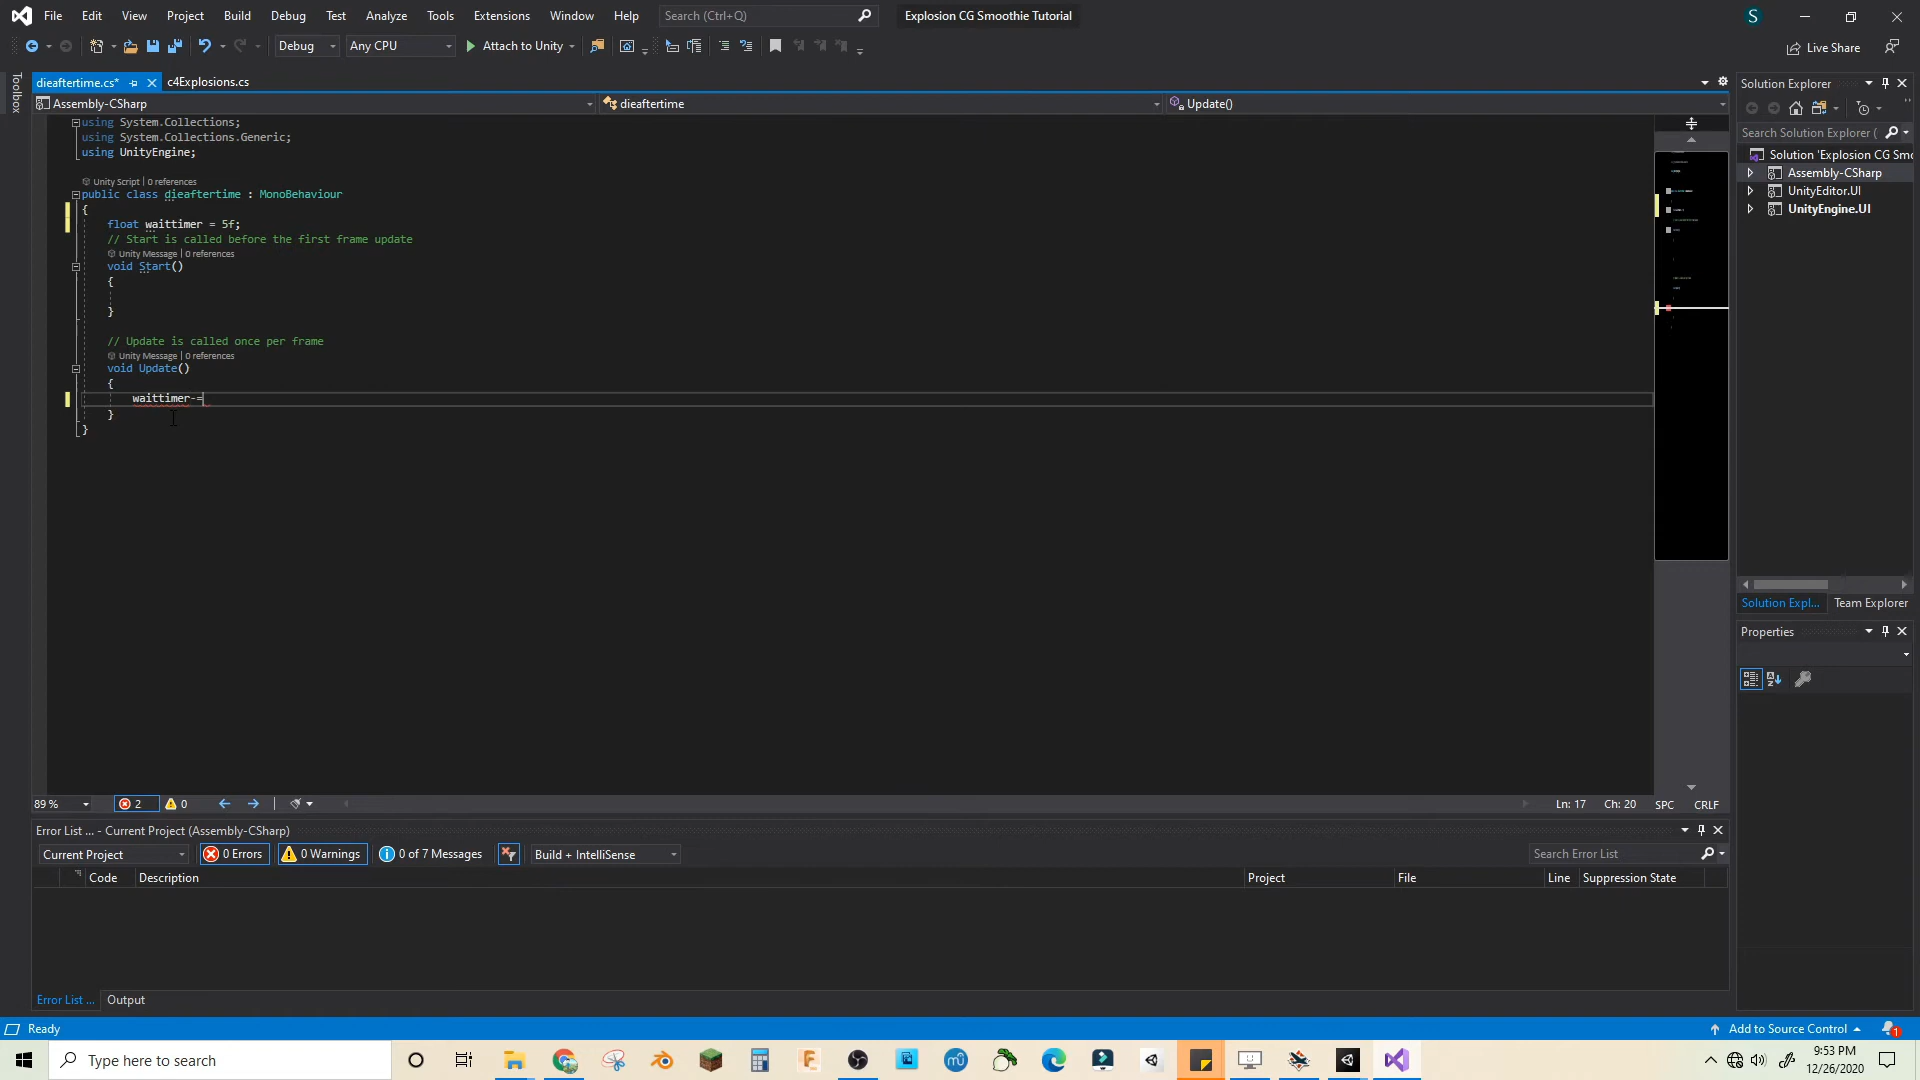 File Edit View Project Build Debug Test Analyze Tools Extensions Window Help Search (Ctrl+Q) Explosion CG Smoothie Tutorial S
Debug Any CPU Attach to Unity Live Share
Toolbox
dieaftertime.cs* c4Explosions.cs
Assembly-CSharp dieaftertime Update()
using System.Collections;
using System.Collections.Generic;
using UnityEngine;
Unity Script | 0 references
public class dieaftertime : MonoBehaviour
{
float waittimer = 5f;
// Start is called before the first frame update
Unity Message | 0 references
void Start()
{
}
// Update is called once per frame
Unity Message | 0 references
void Update()
{
waittimer-=
}
}
Solution Explorer
Search Solution Explorer (
Solution 'Explosion CG Smo
Assembly-CSharp
UnityEditor.UI
UnityEngine.UI
Solution Expl... Team Explorer
Properties
89 % 2 0 Ln: 17 Ch: 20 SPC CRLF
Error List ... - Current Project (Assembly-CSharp)
Current Project 0 Errors 0 Warnings 0 of 7 Messages Build + IntelliSense Search Error List
Code Description Project File Line Suppression State
Error List ... Output
Ready Add to Source Control 1
Type here to search 9:53 PM
12/26/2020